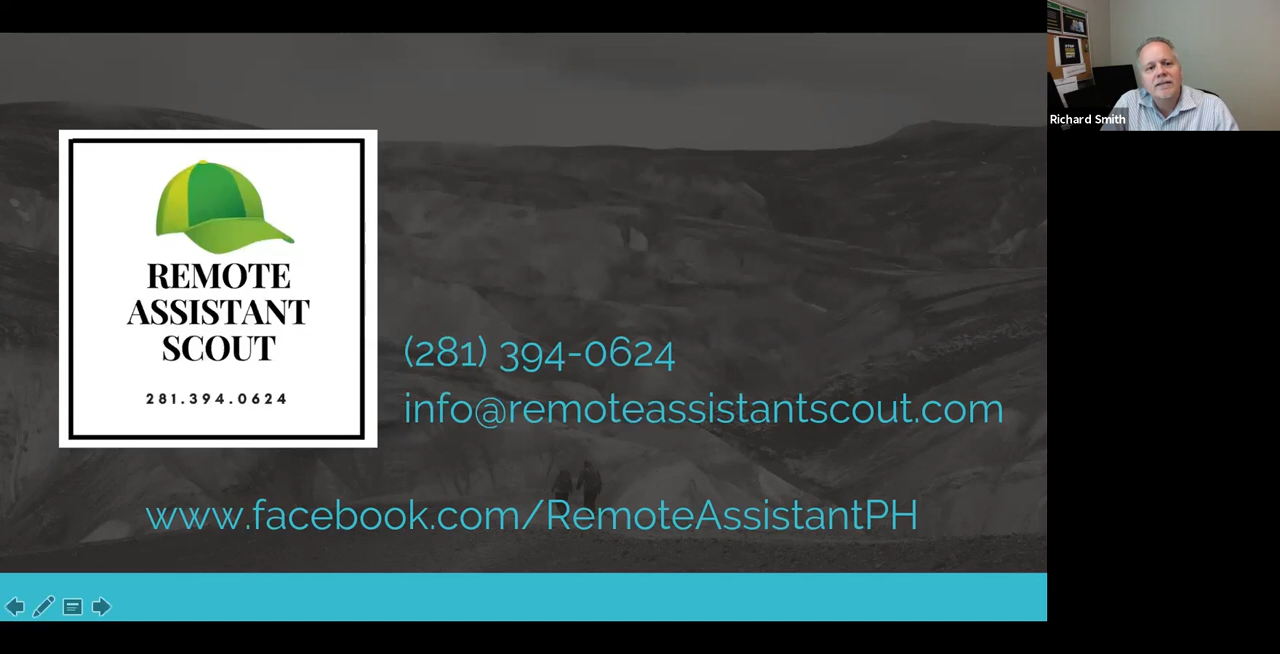 REMOTE
ASSISTANT
SCOUT
281.394.0624
(281) 394-0624
info@remoteassistantscout.com
www.facebook.com/RemoteAssistantPH
Richard Smith